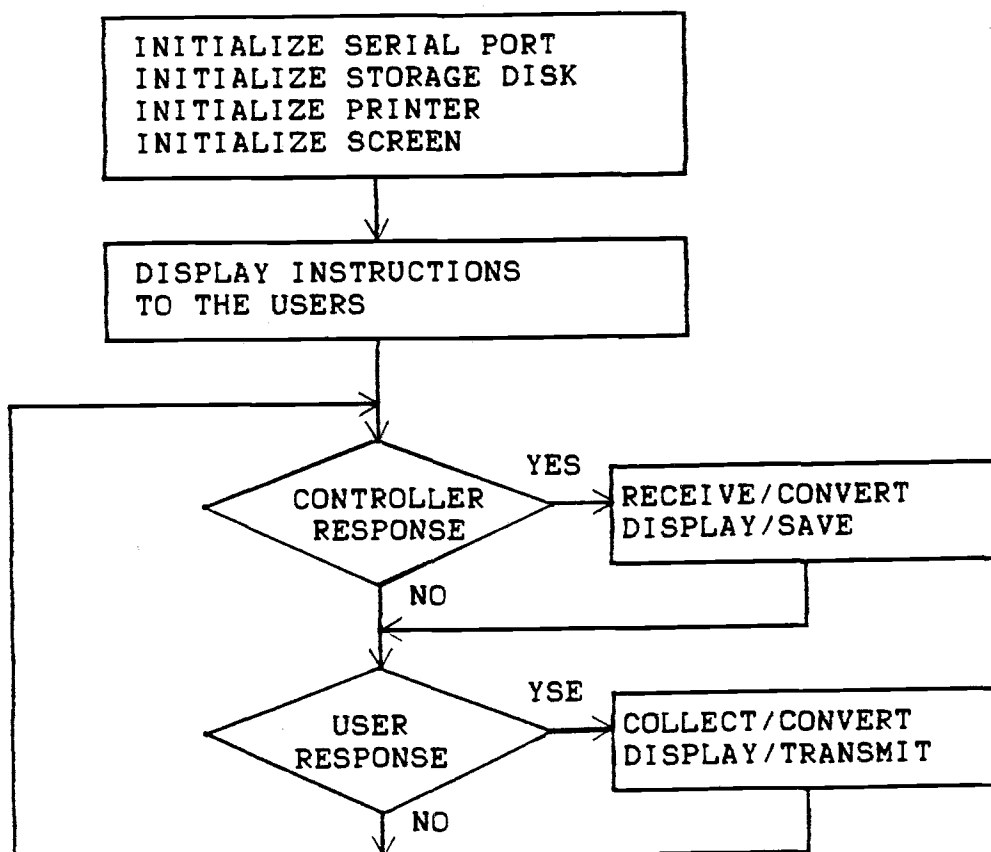 INITIALIZE SERIAL PORT
INITIALIZE STORAGE DISK
INITIALIZE PRINTER
INITIALIZE SCREEN
DISPLAY INSTRUCTIONS
TO THE USERS
CONTROLLER
RESPONSE
YES
RECEIVE/CONVERT
DISPLAY/SAVE
NO
USER
RESPONSE
YSE
COLLECT/CONVERT
DISPLAY/TRANSMIT
NO